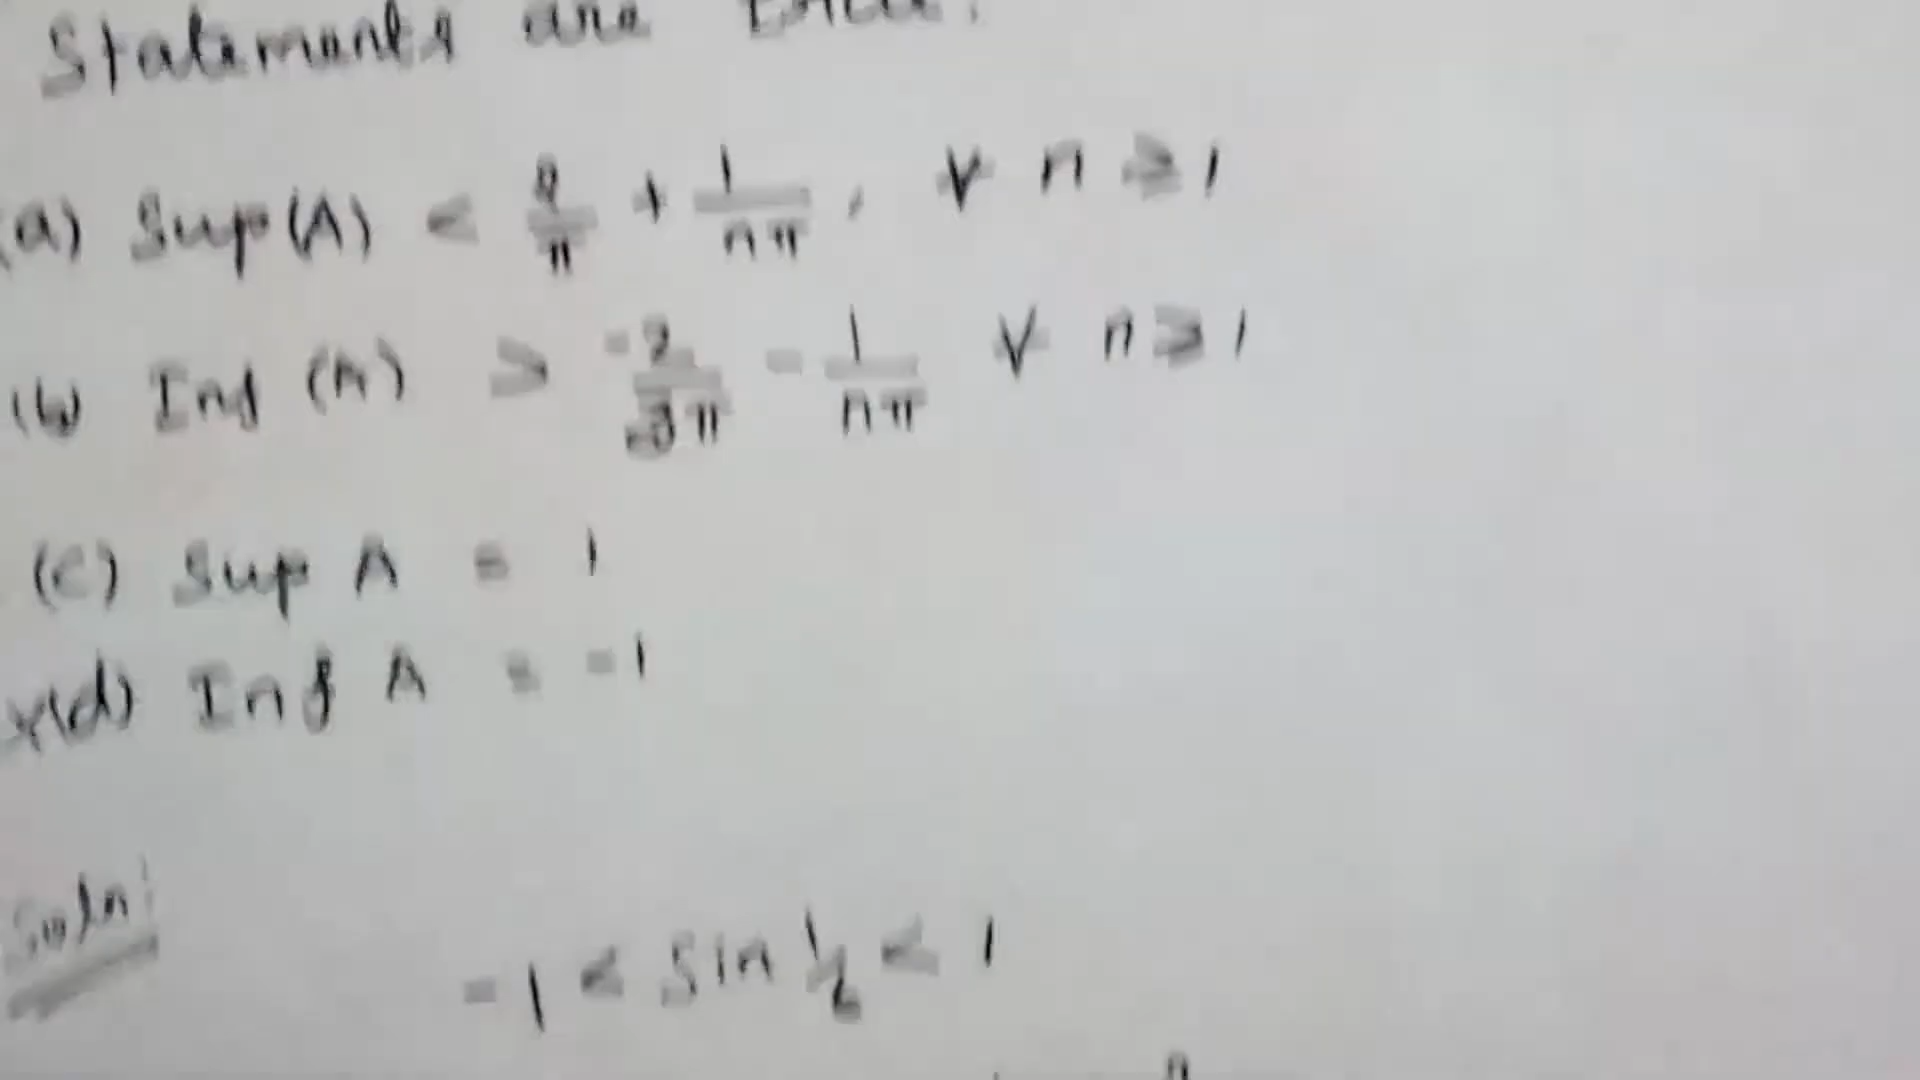 Statements are
(a) Sup(A) < 2/π + 1/nπ, ∀ n ≥ 1
(b) Inf (A) > -2/3π - 1/nπ ∀ n ≥ 1
(c) Sup A = 1
x(d) Inf A = -1
Soln:
-1 < Sin 1/t < 1